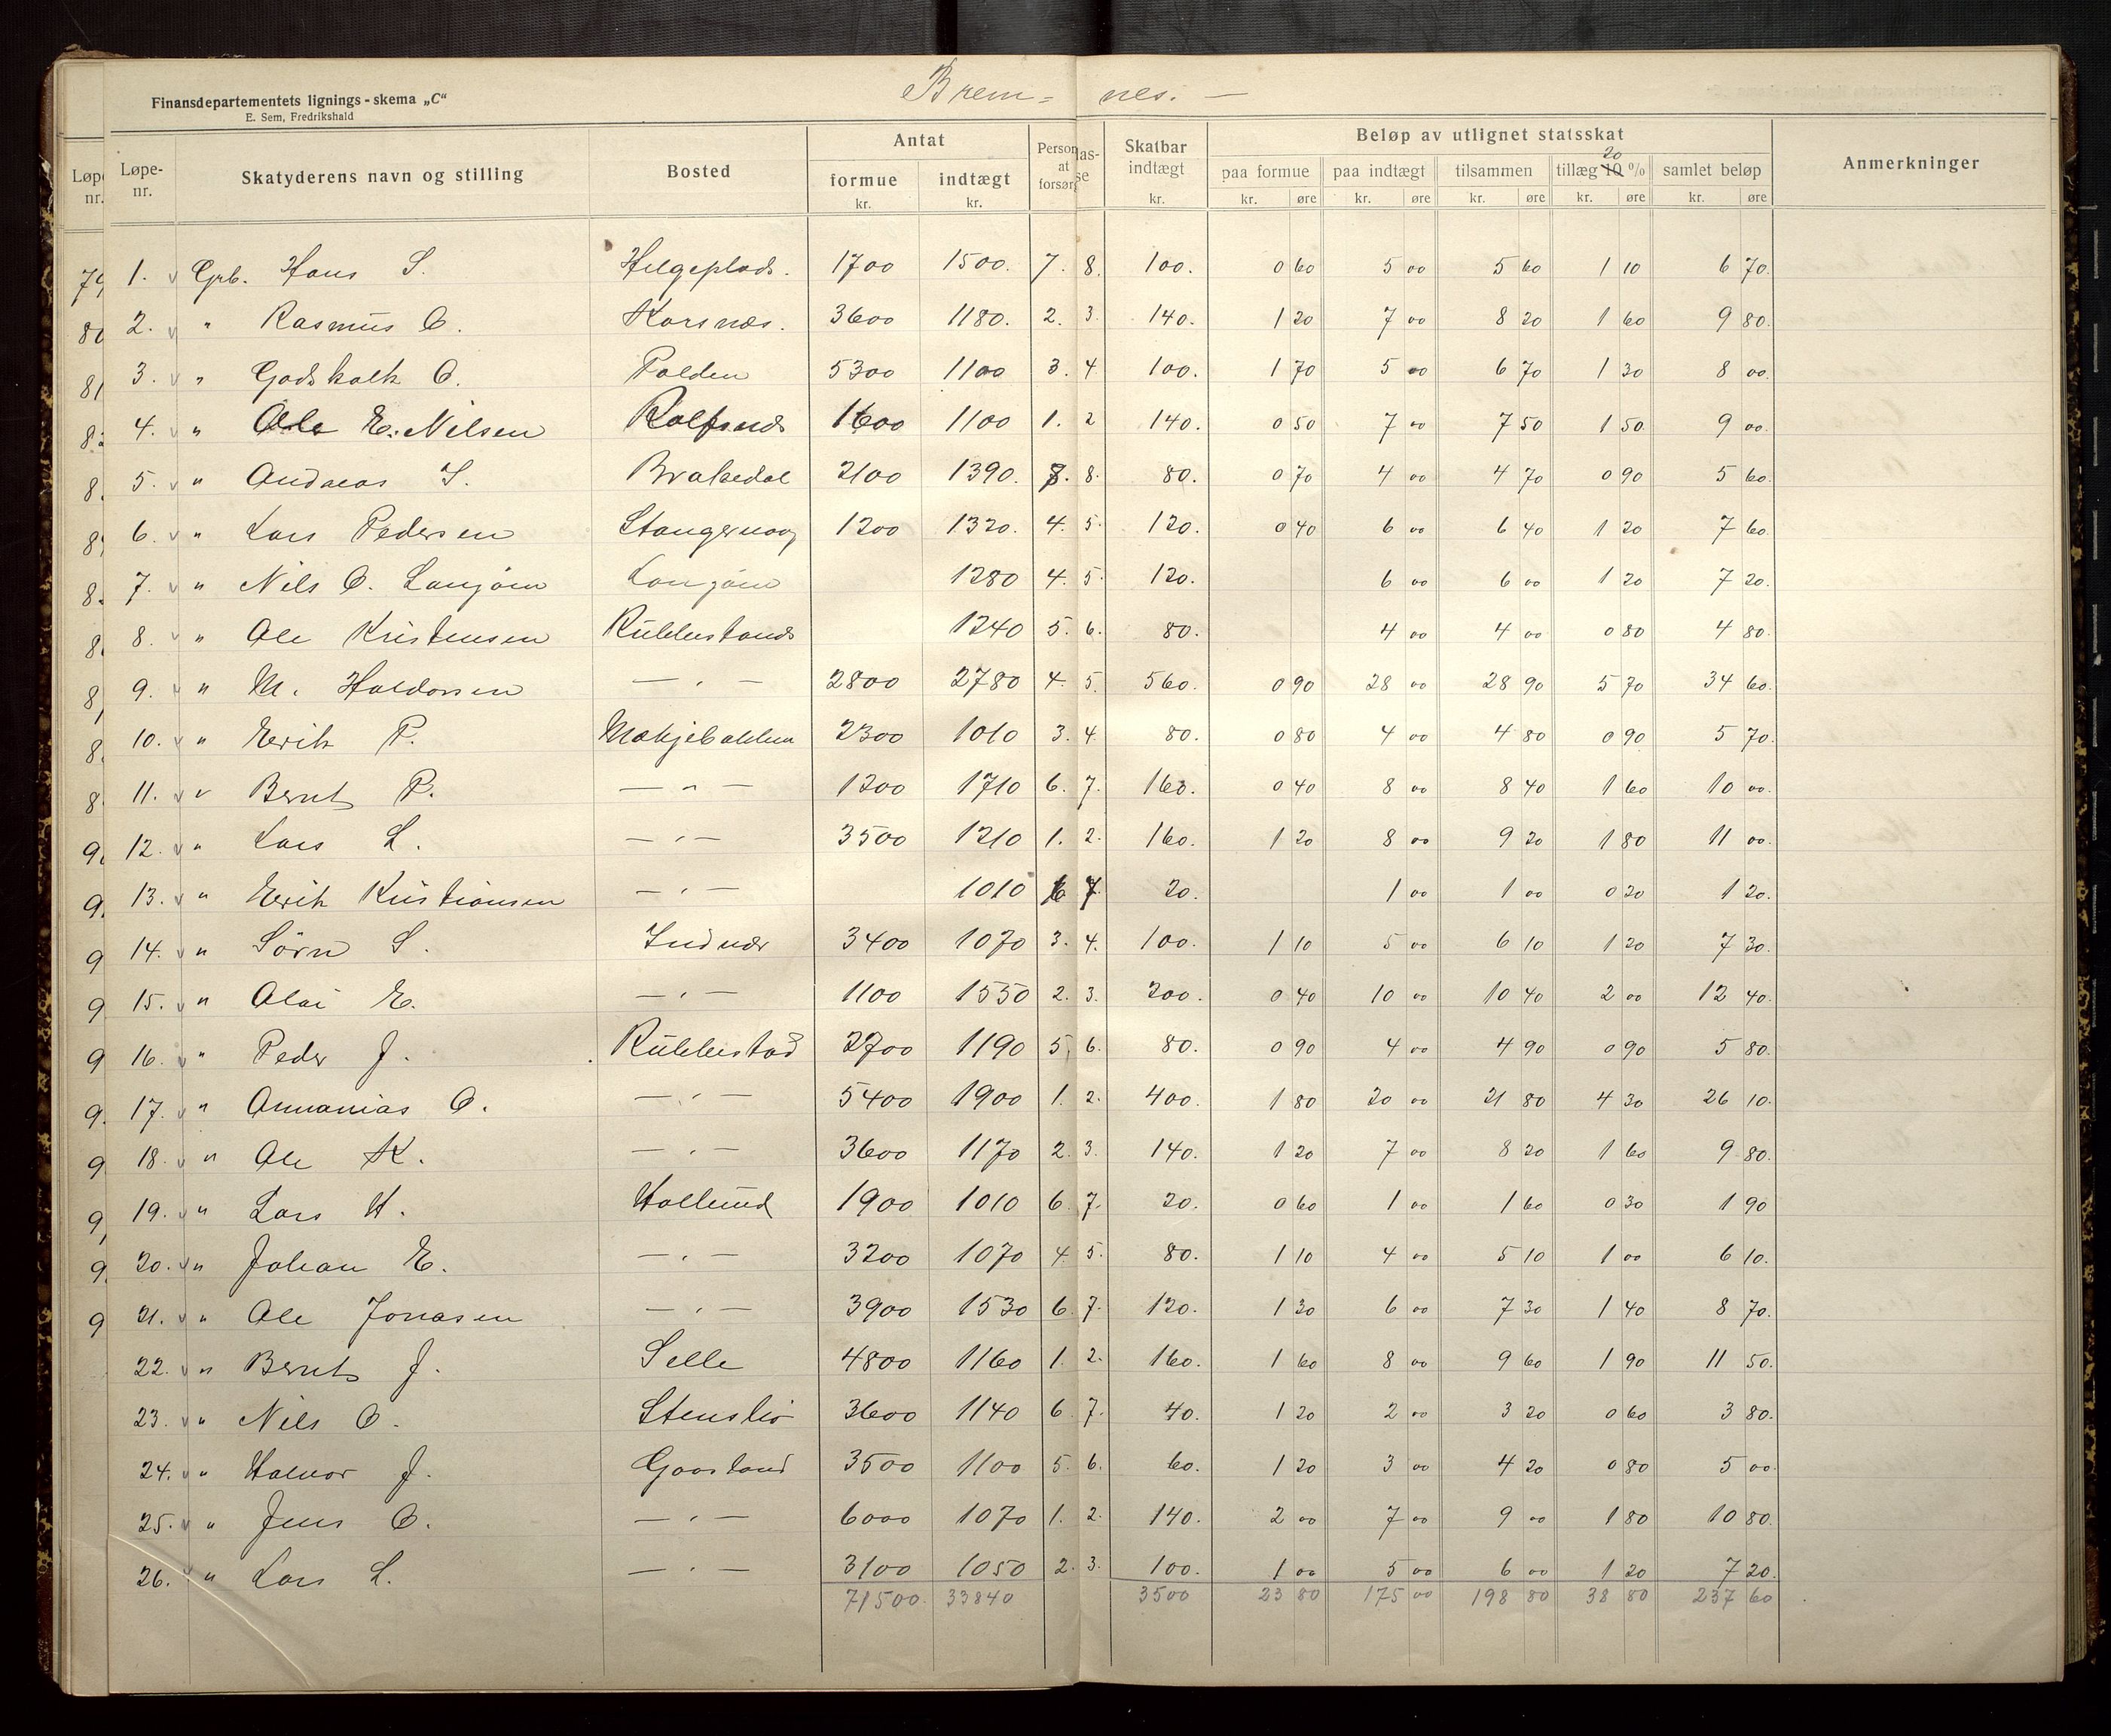 Brem= nes. —
Finansdepartementets lignings-skema „C“
E. Sem, Fredrikshald
Løpe-nr. Skatyderens navn og stilling Bosted Antat formue kr. indtægt kr. Person at forsørg las-se Skatbar indtægt kr. Beløp av utlignet statsskat paa formue kr. øre paa indtægt kr. øre tilsammen kr. øre tillæg 20 10 % kr. øre samlet beløp kr. øre Anmerkninger
1. v Grb. Hans S. Helgeplads. 1700 1500. 7. 8. 100. 0 60 5 00 5 60 1 10 6 70.
2. v " Rasmus O. Korsnes. 3600 1180. 2. 3. 140. 1 20 7 00 8 20 1 60 9 80.
3. v " Godskalk O. Polden 5300 1100 3. 4 100. 1 70 5 00 6 70 1 30 8 00.
4. v " Ole E. Nilsen Rolfsnes 1600 1100 1. 2 140. 0 50 7 00 7 50 1 50 9 00.
5. v " Andreas I. Brakedal 2100 1390. 7. 8. 80. 0 70 4 00 4 70 0 90 5 60.
6. v " Lars Pedersen 1200 1320. 4. 5. 120. 0 40 6 00 6 40 1 20 7 60.
7. v " Nils O. Lanjøm Lanjøm 1280 4. 5. 120. 6 00 6 00 1 20 7 20.
8. v " Ole Kristensen Rubbestands 1240 5. 6. 80. 4 00 4 00 0 80 4 80.
9. v " M. Haldorsen — " — 2800 2780 4. 5. 560. 0 90 28 00 28 90 5 70 34 60.
10. v " Erik P. Mækjebakken 2300 1010 3. 4. 80. 0 80 4 00 4 80 0 90 5 70.
11. v " Bernt P. — " — 1200 1710 6. 7. 160. 0 40 8 00 8 40 1 60 10 00.
12. v " Lars L. — " — 3500 1210 1. 2. 160. 1 20 8 00 9 20 1 80 11 00.
13. v " Erik Kristiansen — " — 1010 6 7. 20. 1 00 1 00 0 20 1 20.
14. v " Sørn S. Indnær 3400 1070 3. 4. 100. 1 10 5 00 6 10 1 20 7 30.
15. v " Olai E. — " — 1100 1550 2. 3. 200. 0 40 10 00 10 40 2 00 12 40.
16. v " Peder J. Rubbestad 2700 1190 5. 6. 80. 0 90 4 00 4 90 0 90 5 80.
17. v " Annanias O. — " — 5400 1900 1. 2. 400. 1 80 20 00 21 80 4 30 26 10.
18. v " Ole K. — " — 3600 1170 2. 3. 140. 1 20 7 00 8 20 1 60 9 80.
19. v " Lars H. Hollund 1900 1010 6. 7. 20. 0 60 1 00 1 60 0 30 1 90
20. v " Johan E. — " — 3200 1070 4 5. 80. 1 10 4 00 5 10 1 00 6 10.
21. v " Ole Jonasen — " — 3900 1530 6. 7. 120. 1 30 6 00 7 30 1 40 8 70.
22. v " Bernt J. Selle 4800 1160 1. 2. 160. 1 60 8 00 9 60 1 90 11 50.
23. v " Nils O. Stenslio 3600 1140 6 7. 40. 1 20 2 00 3 20 0 60 3 80.
24. v " Halvor J. Goosland 3500 1100 5. 6. 60. 1 20 3 00 4 20 0 80 5 00.
25. v " Jens O. — " — 6000 1070 1. 2. 140. 2 00 7 00 9 00 1 80 10 80.
26. v " Lars L. — " — 3100 1050 2. 3. 100. 1 00 5 00 6 00 1 20 7 20.
71500 33840 3500 23 80 175 00 198 80 38 80 237 60